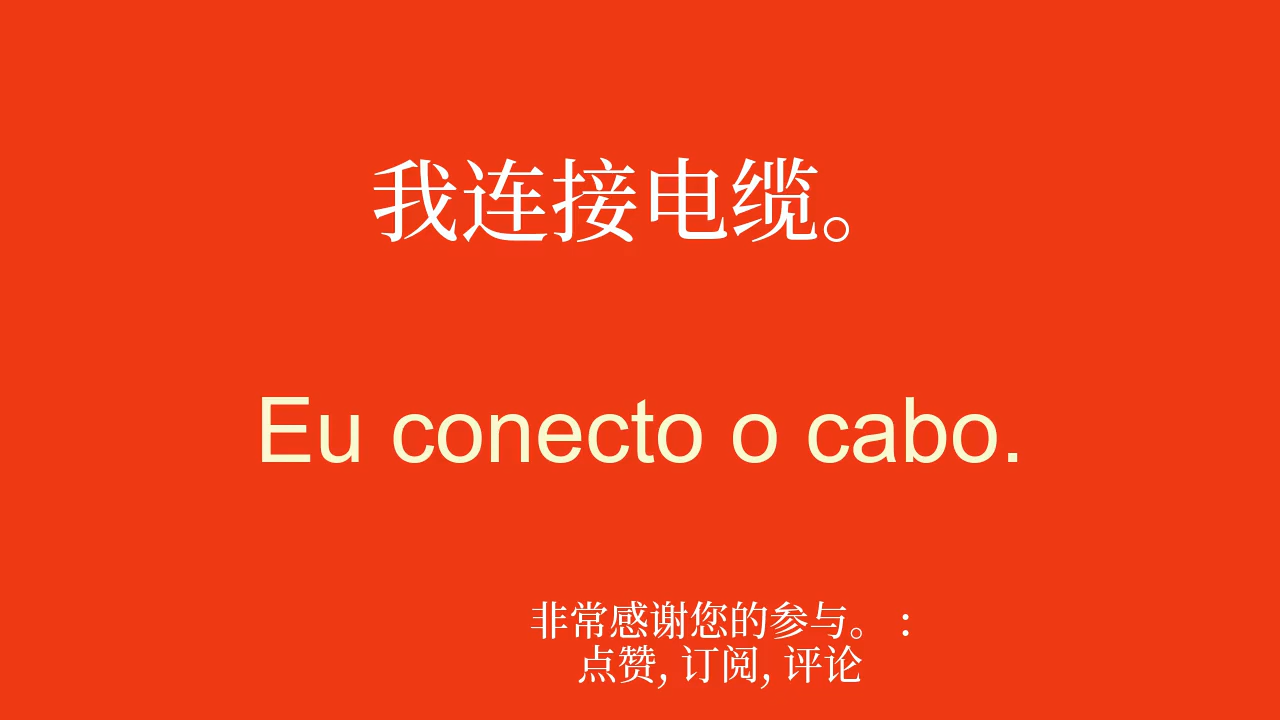 我连接电缆。
Eu conecto o cabo.
非常感谢您的参与。 :
点赞, 订阅, 评论